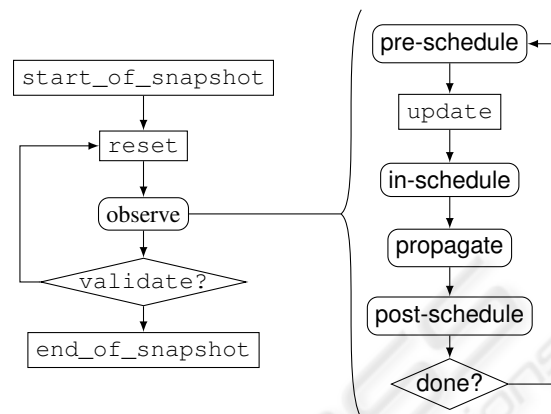 start_of_snapshot
reset
observe
validate?
end_of_snapshot
pre-schedule
update
in-schedule
propagate
post-schedule
done?